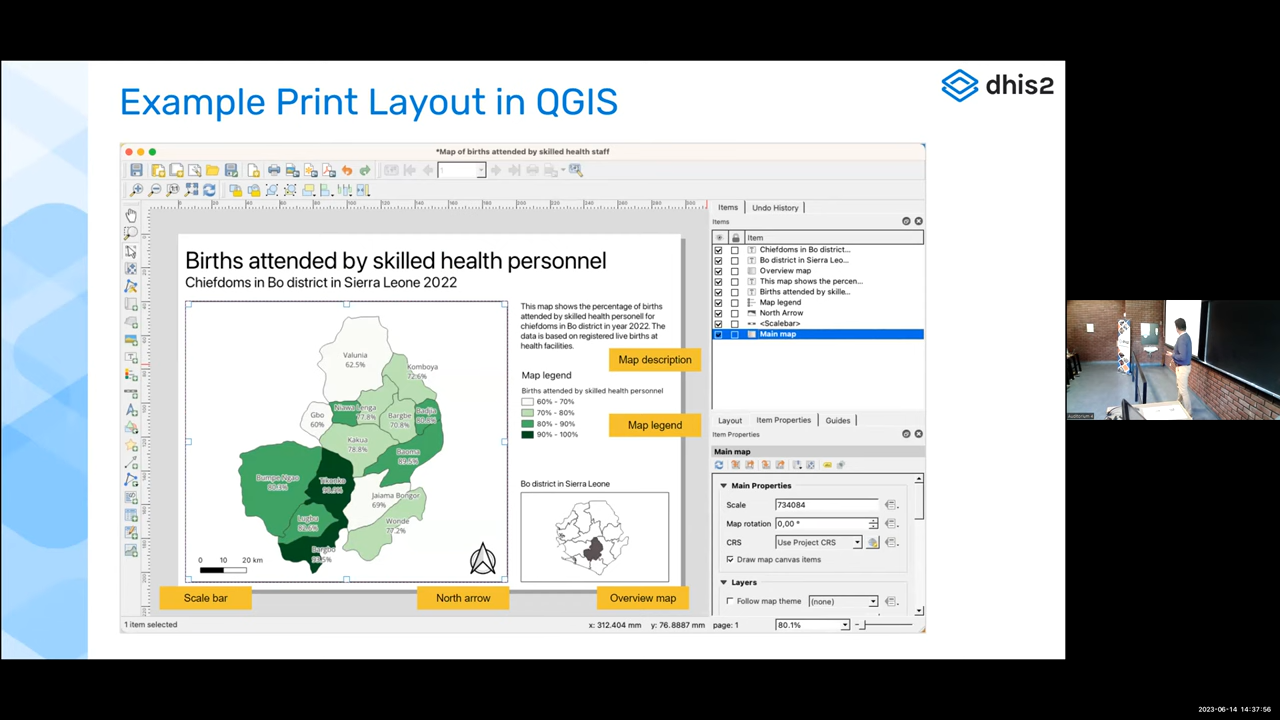 Example Print Layout in QGIS
dhis2
*Map of births attended by skilled health staff
1
Items
Undo History
Items
Item
Chiefdoms in Bo district...
Bo district in Sierra Leo...
Overview map
This map shows the percen...
Births attended by skille...
Map legend
North Arrow
<Scalebar>
Main map
Births attended by skilled health personnel
Chiefdoms in Bo district in Sierra Leone 2022
This map shows the percentage of births
attended by skilled health personell for
chiefdoms in Bo district in year 2022. The
data is based on registered live births at
health facilities.
Map description
Map legend
Births attended by skilled health personnel
60% - 70%
70% - 80%
80% - 90%
90% - 100%
Map legend
Valunia
62.5%
Komboya
72.6%
Gbo
60%
Bargbe
70.8%
Kakua
78.8%
Baoma
Bumpe Ngao
Tikonko
Jaiama Bongor
69%
Lugbu
Wonde
77.2%
0 10 20 km
Bo district in Sierra Leone
Scale bar
North arrow
Overview map
Layout
Item Properties
Guides
Item Properties
Main map
Main Properties
Scale
734084
Map rotation
0,00 °
CRS
Use Project CRS
Draw map canvas items
Layers
Follow map theme
(none)
1 item selected
x: 312.404 mm
y: 76.8887 mm
page: 1
80.1%
2023-06-14 14:37:56